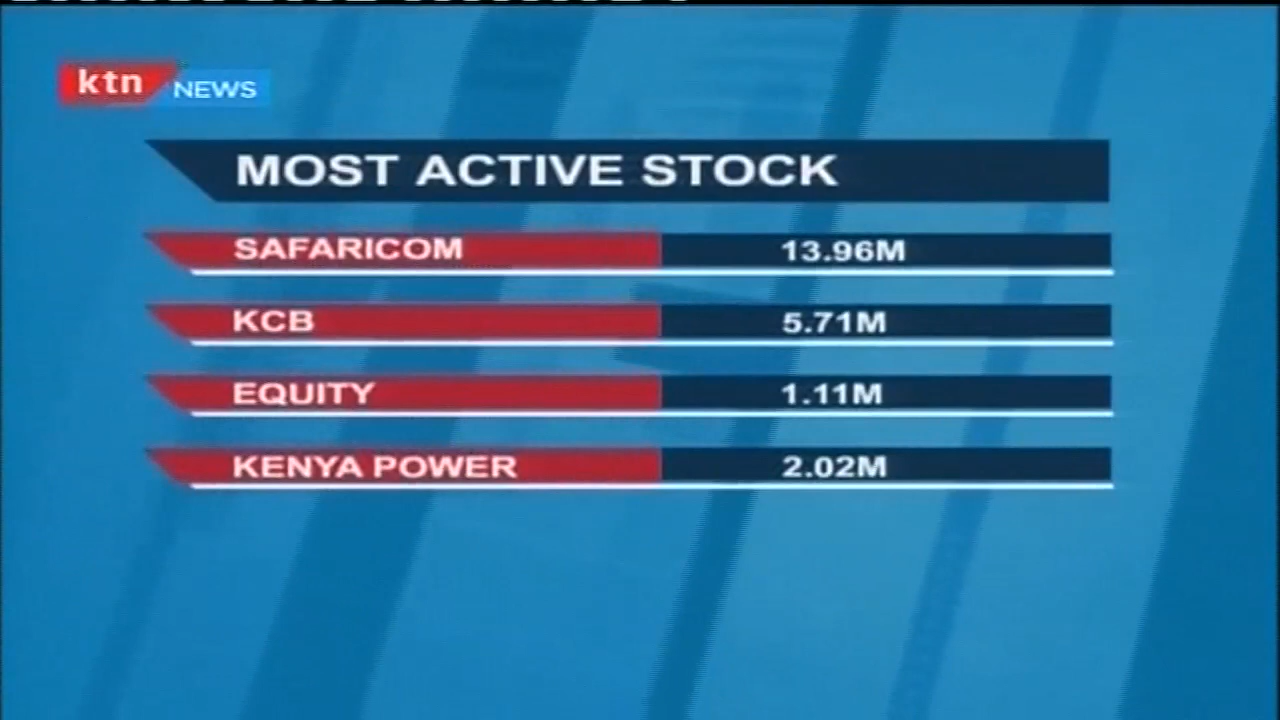 ktn NEWS
MOST ACTIVE STOCK
SAFARICOM 13.96M
KCB 5.71M
EQUITY 1.11M
KENYA POWER 2.02M